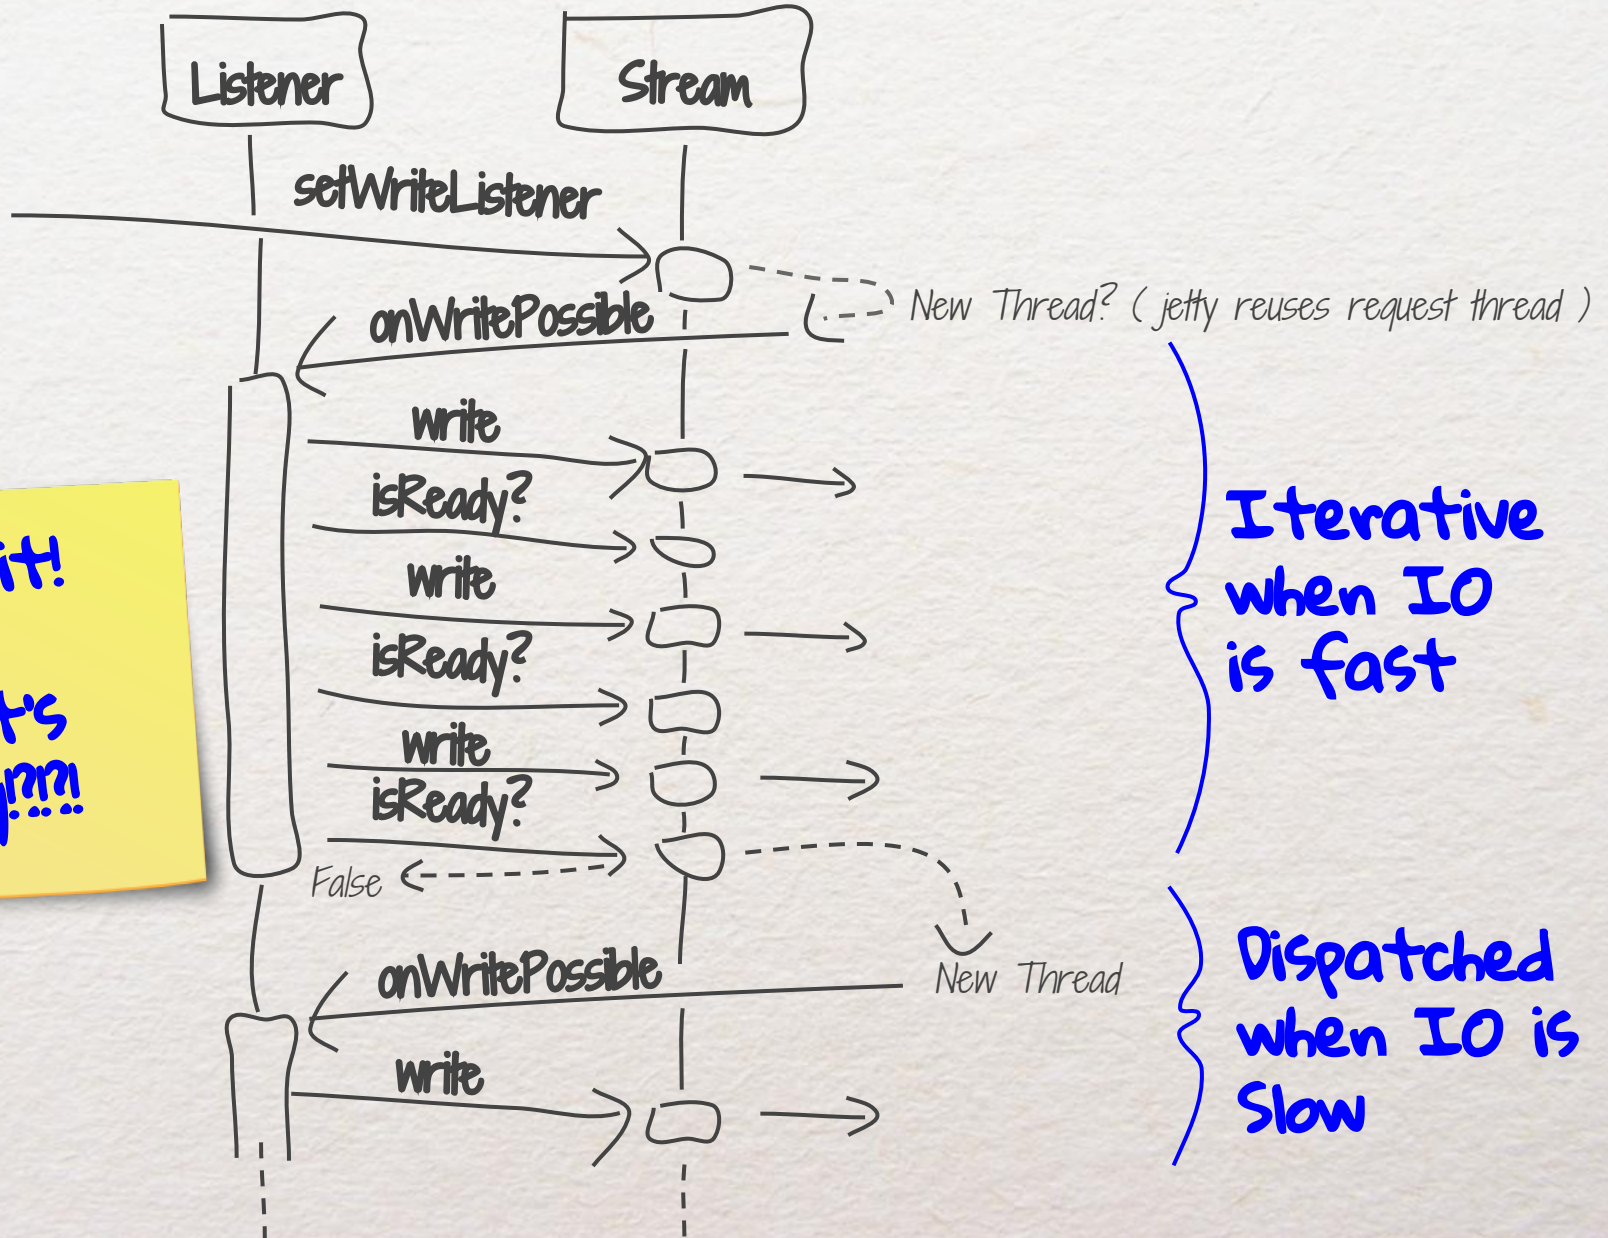 Listener
Stream
setWriteListener
New Thread? ( jetty reuses request thread )
onWritePossible
write
isReady?
write
isReady?
write
isReady?
False
onWritePossible
New Thread
write
it!
t's
!?!?!
Iterative
when IO
is fast
Dispatched
when IO is
Slow